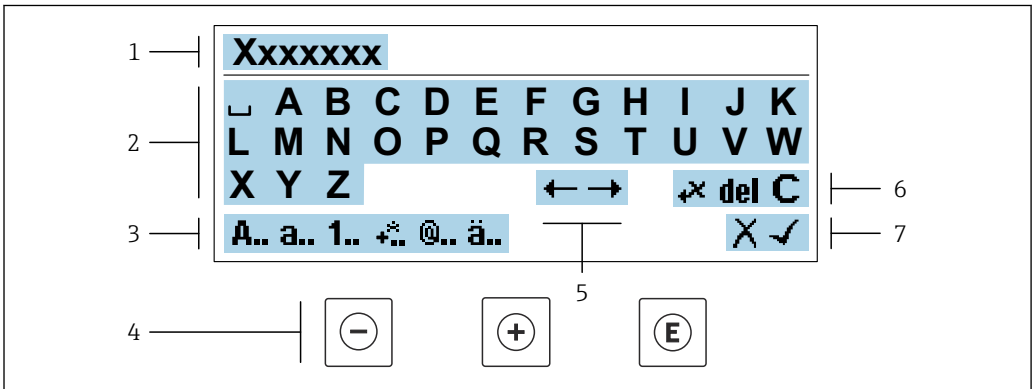 1 Xxxxxxx
␣ A B C D E F G H I J K
2 L M N O P Q R S T U V W
X Y Z ← → +× del C 6
3 A.. a.. 1.. +×.. @.. ä.. X ✓ 7
5
4 − + E